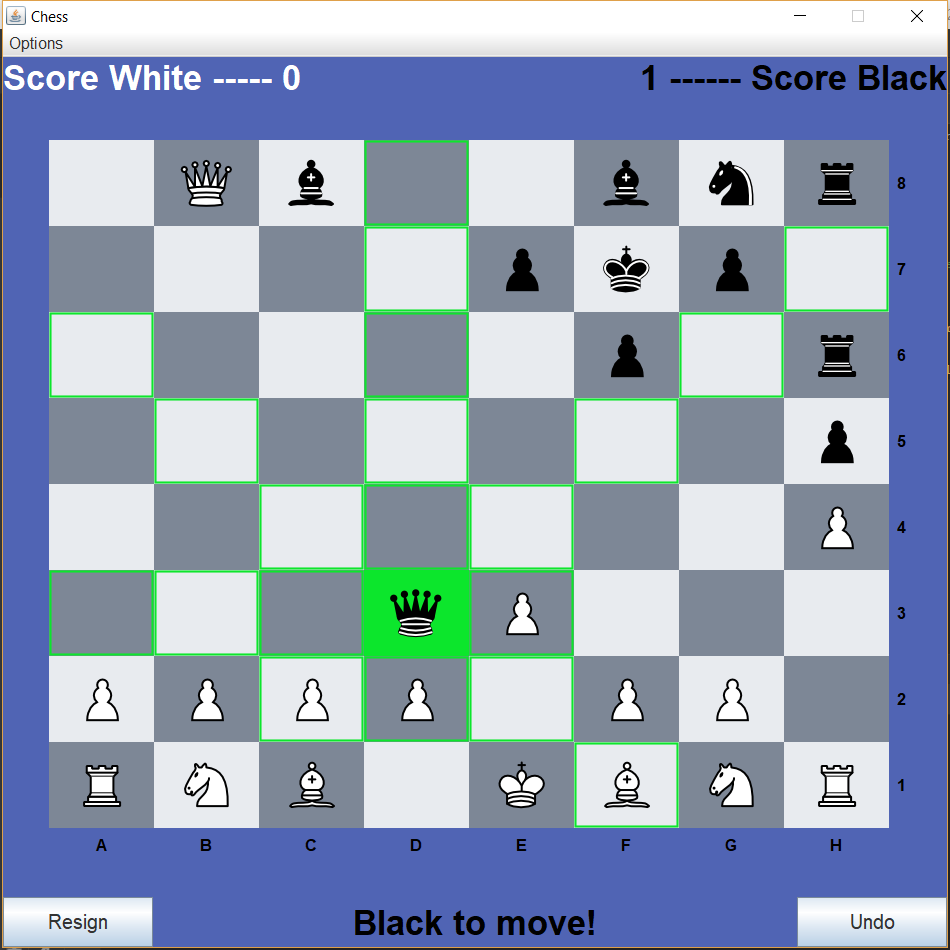 Chess
Options
Score White ----- 0
1 ------ Score Black
8
7
6
5
4
3
2
1
A B C D E F G H
Resign
Black to move!
Undo